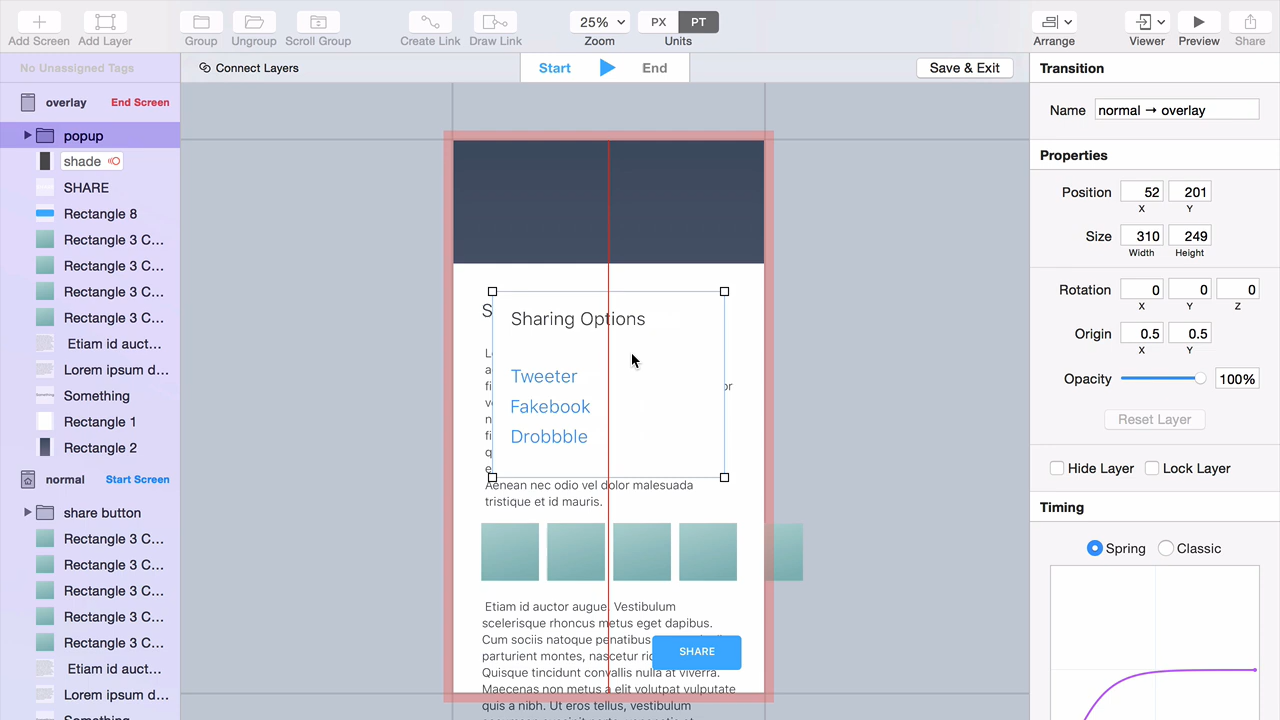 Add Screen
Add Layer
Group
Ungroup
Scroll Group
Create Link
Draw Link
25%
Zoom
PX
PT
Units
Arrange
Viewer
Preview
Share
No Unassigned Tags
Connect Layers
Start
End
Save & Exit
Transition
overlay
End Screen
popup
shade
SHARE
Rectangle 8
Rectangle 3 C...
Rectangle 3 C...
Rectangle 3 C...
Rectangle 3 C...
Etiam id auct...
Lorem ipsum d...
Something
Rectangle 1
Rectangle 2
normal
Start Screen
share button
Rectangle 3 C...
Rectangle 3 C...
Rectangle 3 C...
Rectangle 3 C...
Rectangle 3 C...
Etiam id auct...
Lorem ipsum d...
Something
Sharing Options
Tweeter
Fakebook
Drobbble
Aenean nec odio vel dolor malesuada
tristique et id mauris.
Etiam id auctor augue. Vestibulum
scelerisque rhoncus metus eget dapibus.
Cum sociis natoque penatibus
parturient montes, nascetur
Quisque tincidunt convallis nulla at viverra.
Maecenas non metus a elit volutpat vulputate
quam. Ut eros tellus, vestibulum
SHARE
Name
normal → overlay
Properties
Position
52
201
X
Y
Size
310
249
Width
Height
Rotation
0
0
0
X
Y
Z
Origin
0.5
0.5
X
Y
Opacity
100%
Reset Layer
Hide Layer
Lock Layer
Timing
Spring
Classic